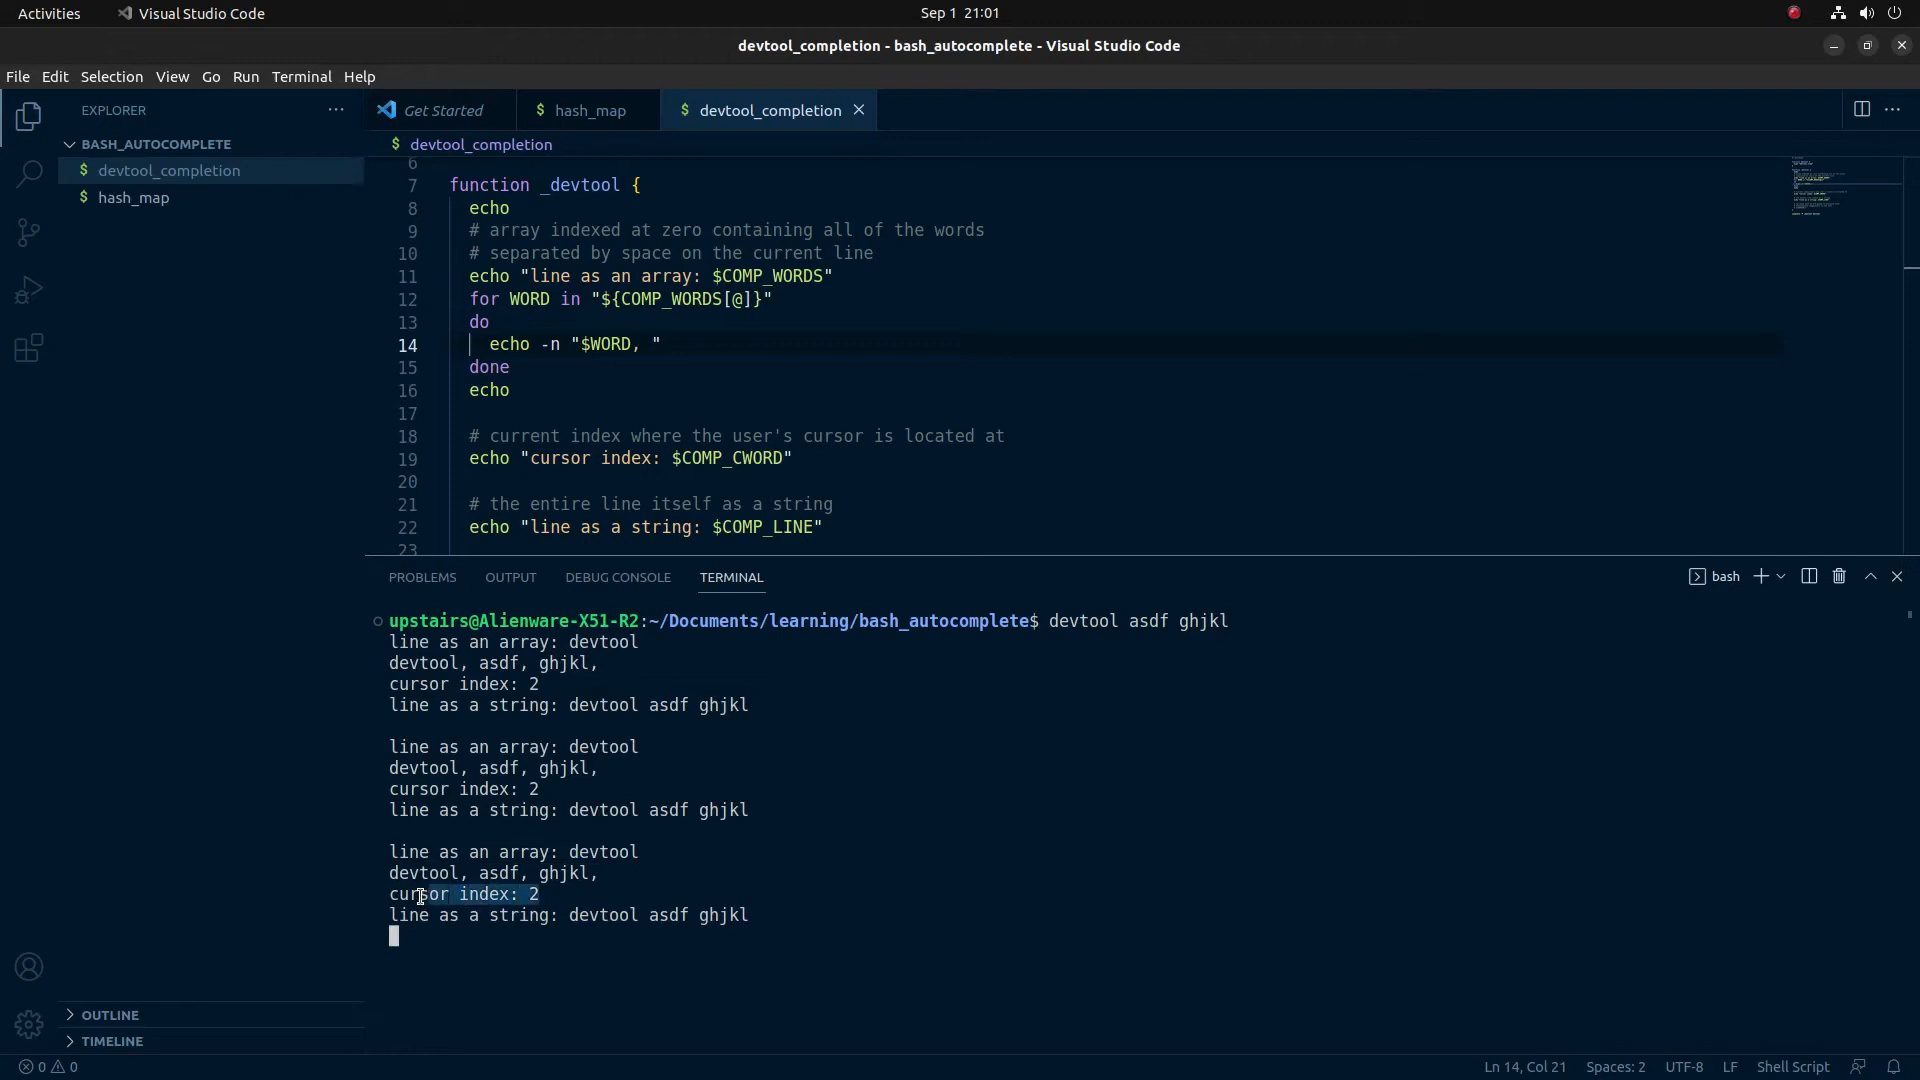 Activities
Visual Studio Code
Sep 1 21:01
devtool_completion - bash_autocomplete - Visual Studio Code
File Edit Selection View Go Run Terminal Help
EXPLORER
Get Started
hash_map
devtool_completion
BASH_AUTOCOMPLETE
devtool_completion
hash_map
OUTLINE
TIMELINE
devtool_completion
6
7 function _devtool {
8 echo
9 # array indexed at zero containing all of the words
10 # separated by space on the current line
11 echo "line as an array: $COMP_WORDS"
12 for WORD in "${COMP_WORDS[@]}"
13 do
14 echo -n "$WORD, "
15 done
16 echo
17
18 # current index where the user's cursor is located at
19 echo "cursor index: $COMP_CWORD"
20
21 # the entire line itself as a string
22 echo "line as a string: $COMP_LINE"
23
PROBLEMS OUTPUT DEBUG CONSOLE TERMINAL
bash
upstairs@Alienware-X51-R2:~/Documents/learning/bash_autocomplete$ devtool asdf ghjkl
line as an array: devtool
devtool, asdf, ghjkl,
cursor index: 2
line as a string: devtool asdf ghjkl
line as an array: devtool
devtool, asdf, ghjkl,
cursor index: 2
line as a string: devtool asdf ghjkl
line as an array: devtool
devtool, asdf, ghjkl,
cursor index: 2
line as a string: devtool asdf ghjkl
0 0
Ln 14, Col 21 Spaces: 2 UTF-8 LF Shell Script